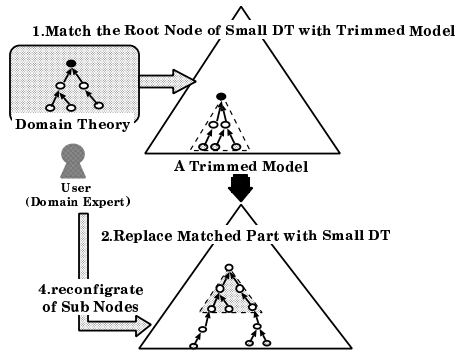 1.Match the Root Node of Small DT with Trimmed Model
Domain Theory
A Trimmed Model
User
(Domain Expert)
2.Replace Matched Part with Small DT
4.reconfigrate
of Sub Nodes